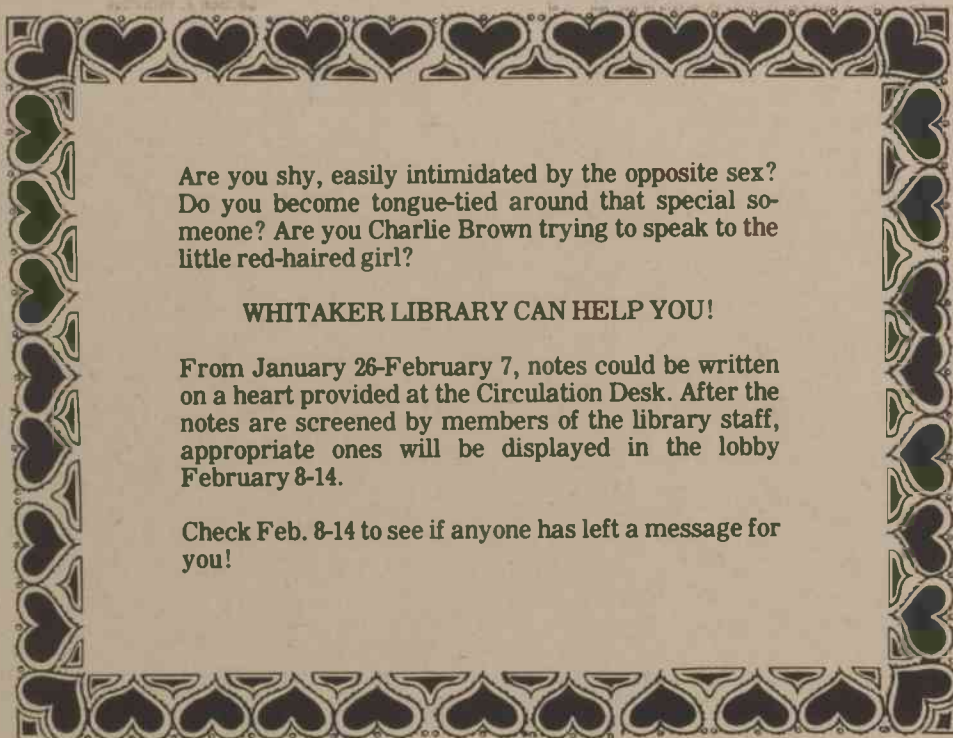 Are you shy, easily intimidated by the opposite sex?
Do you become tongue-tied around that special so-
meone? Are you Charlie Brown trying to speak to the
little red-haired girl?
WHITAKER LIBRARY CAN HELP YOU!
From January 26-February 7, notes could be written
on a heart provided at the Circulation Desk. After the
notes are screened by members of the library staff,
appropriate ones will be displayed in the lobby
February 8-14.
Check Feb. 8-14 to see if anyone has left a message for
you!